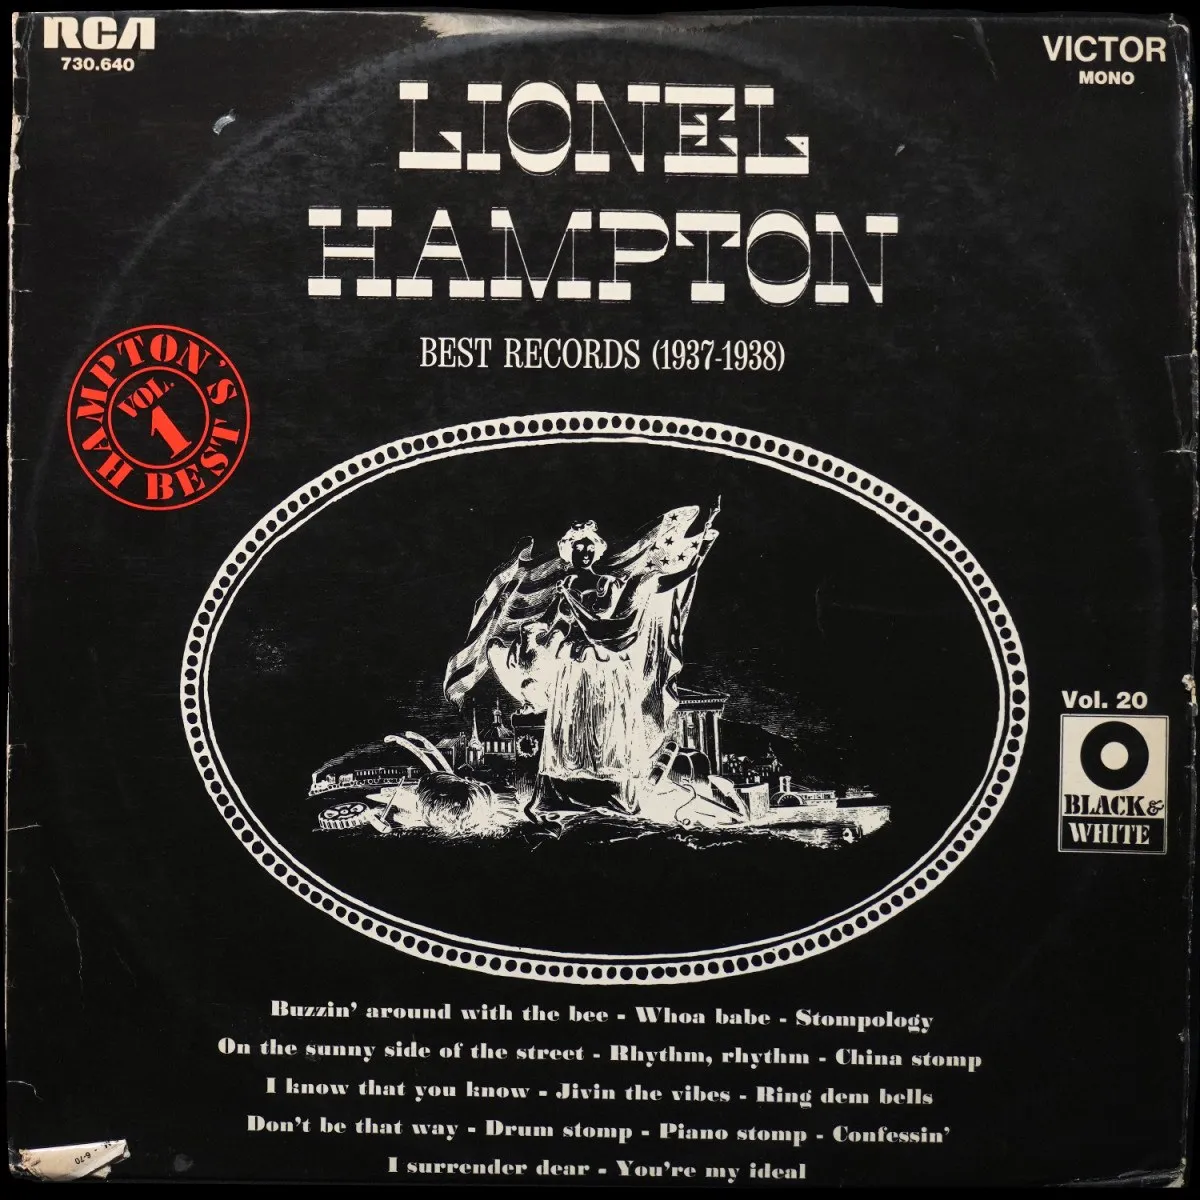 RCA
730.640
VICTOR
MONO
LIONEL
HAMPTON
BEST RECORDS (1937-1938)
HAMPTON'S BEST
VOL.
1
Vol. 20
BLACK &
WHITE
Buzzin' around with the bee - Whoa babe - Stompology
On the sunny side of the street - Rhythm, rhythm - China stomp
I know that you know - Jivin the vibes - Ring dem bells
Don't be that way - Drum stomp - Piano stomp - Confessin'
I surrender dear - You're my ideal
6-70